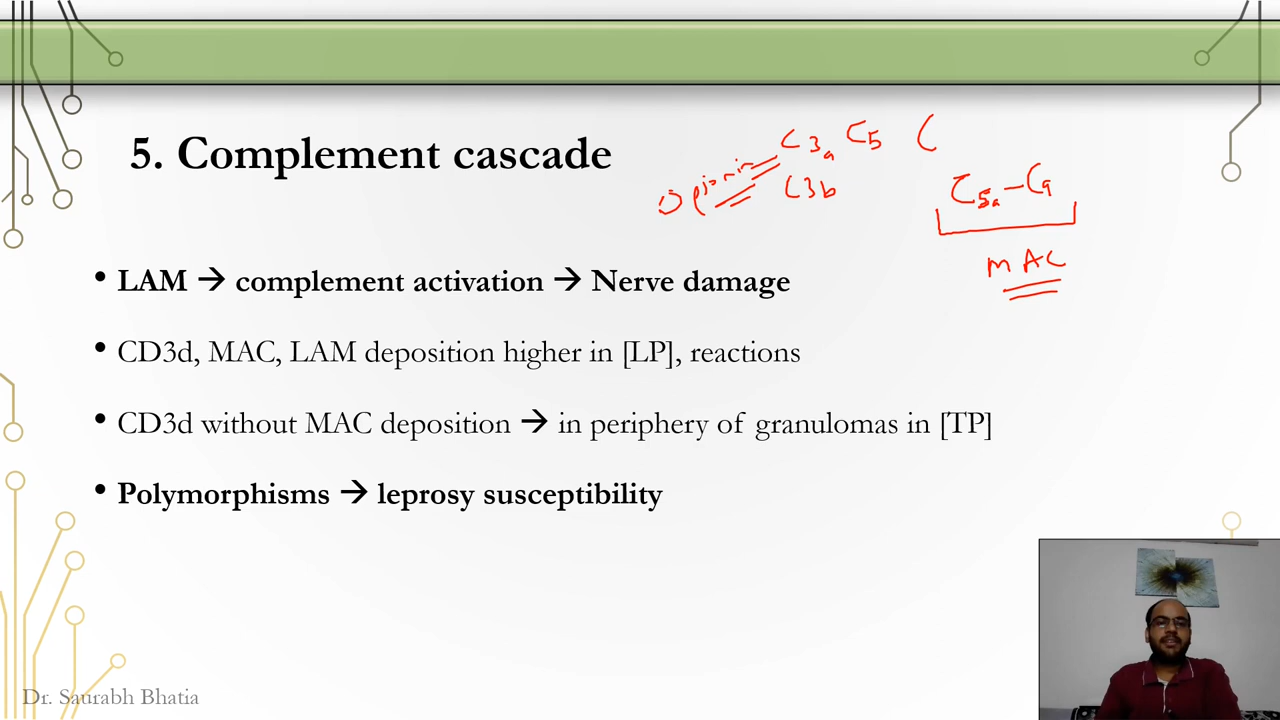 5. Complement cascade
C3a C5 (
Opsonin C3b
C5a – C9
MAC
• LAM → complement activation → Nerve damage
• CD3d, MAC, LAM deposition higher in [LP], reactions
• CD3d without MAC deposition → in periphery of granulomas in [TP]
• Polymorphisms → leprosy susceptibility
Dr. Saurabh Bhatia